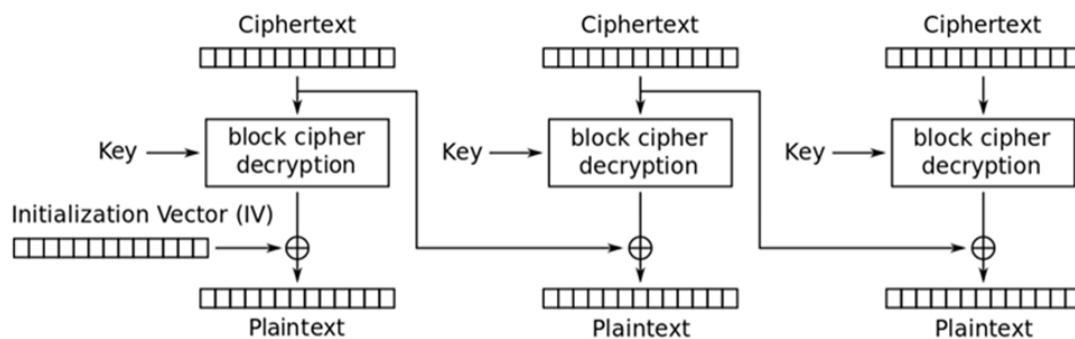 Ciphertext
Ciphertext
Ciphertext
Key
block cipher
decryption
Key
block cipher
decryption
Key
block cipher
decryption
Initialization Vector (IV)
Plaintext
Plaintext
Plaintext